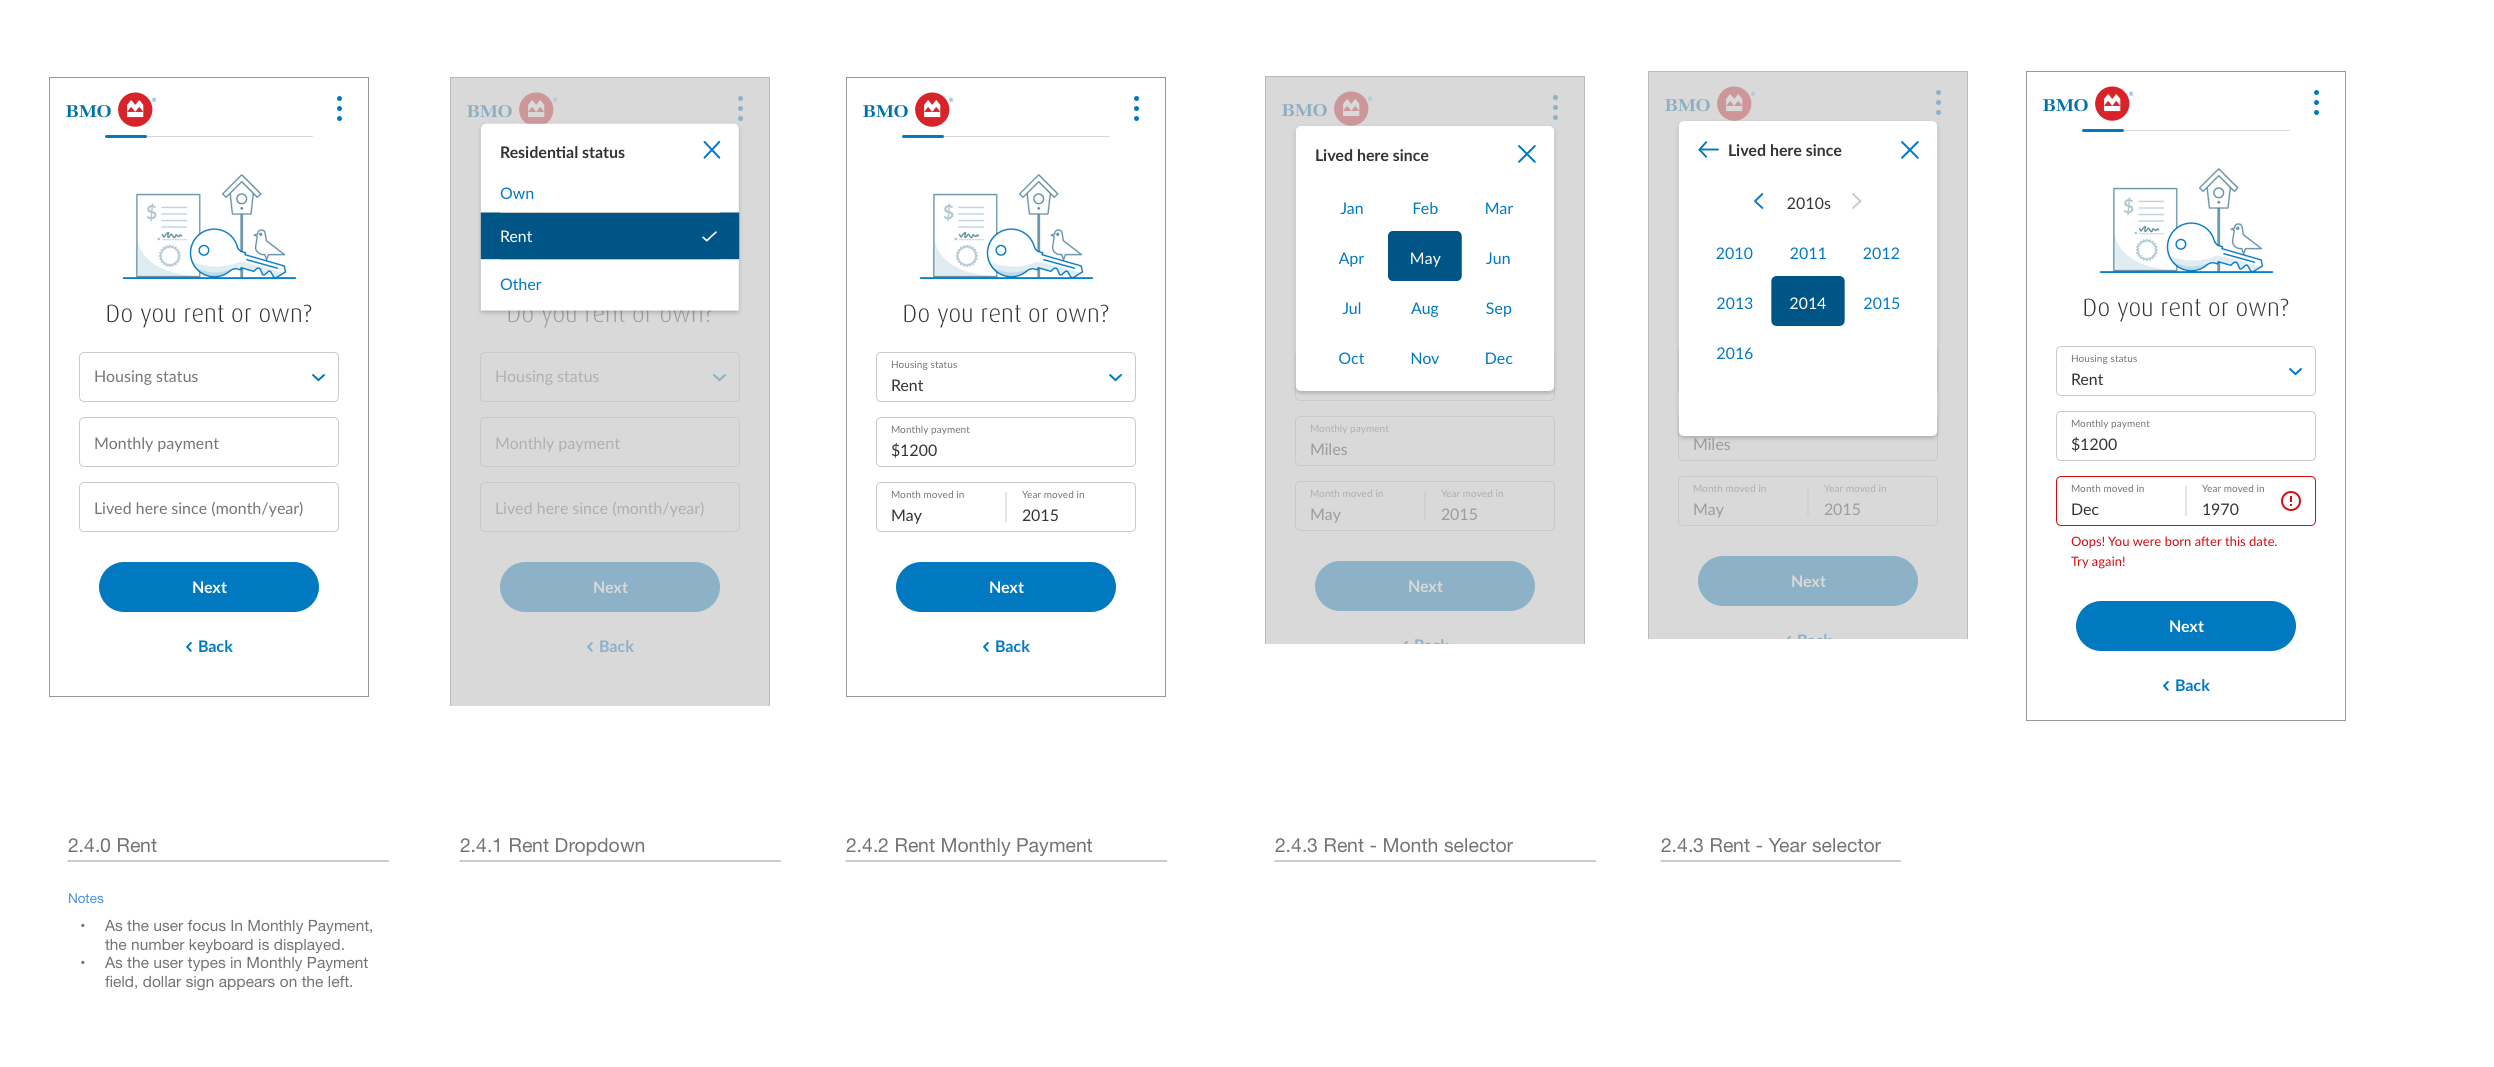 BMO
$
Do you rent or own?
Housing status
Monthly payment
Lived here since (month/year)
Next
Back
BMO
Residential status
Own
Rent
Other
Do you rent or own?
Housing status
Monthly payment
Lived here since (month/year)
Next
Back
BMO
$
Do you rent or own?
Housing status
Rent
Monthly payment
$1200
Month moved in
Year moved in
May
2015
Next
Back
BMO
Lived here since
Jan Feb Mar
Apr May Jun
Jul Aug Sep
Oct Nov Dec
Monthly payment
Miles
Month moved in
Year moved in
May
2015
Next
Back
BMO
Lived here since
2010s
2010 2011 2012
2013 2014 2015
2016
Miles
Month moved in
Year moved in
May
2015
Next
Back
BMO
$
Do you rent or own?
Housing status
Rent
Monthly payment
$1200
Month moved in
Year moved in
Dec
1970
Oops! You were born after this date.
Try again!
Next
Back
2.4.0 Rent
2.4.1 Rent Dropdown
2.4.2 Rent Monthly Payment
2.4.3 Rent - Month selector
2.4.3 Rent - Year selector
Notes
• As the user focus In Monthly Payment,
the number keyboard is displayed.
• As the user types in Monthly Payment
field, dollar sign appears on the left.